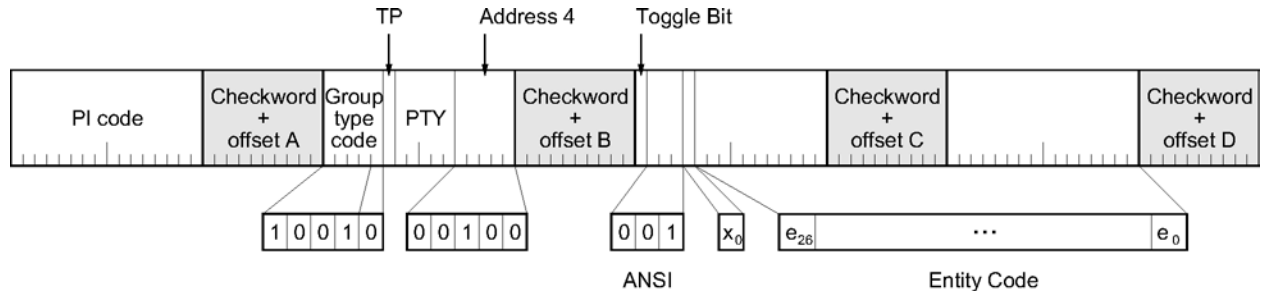 TP Address 4 Toggle Bit
PI code
Checkword
+
offset A
Group
type
code
PTY
Checkword
+
offset B
Checkword
+
offset C
Checkword
+
offset D
1 0 0 1 0
0 0 1 0 0
0 0 1
x0
e26 ... e0
ANSI Entity Code